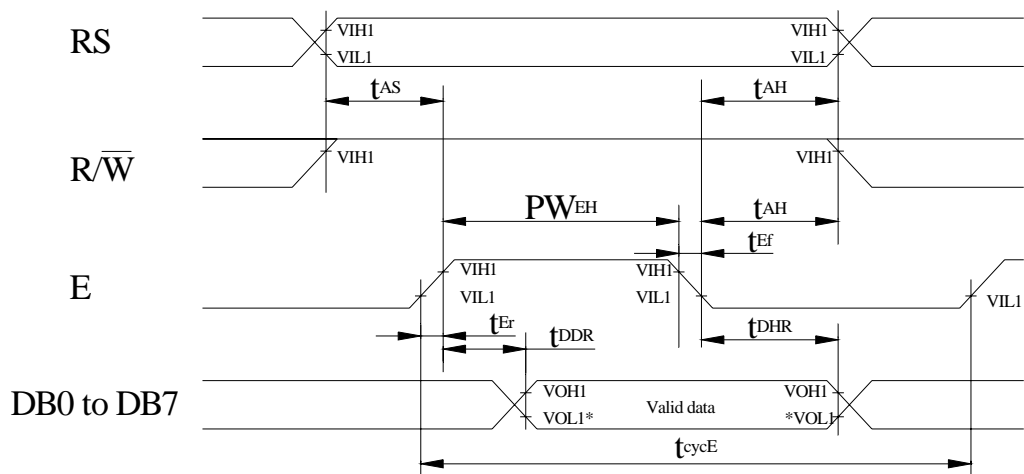 RS
VIH1
VIH1
VIL1
VIL1
tAS
tAH
R/W̅
VIH1
VIH1
PWEH
tAH
tEf
E
VIH1
VIH1
VIL1
VIL1
VIL1
tEr
tDDR
tDHR
DB0 to DB7
VOH1
Valid data
VOH1
VOL1*
*VOL1
tcycE